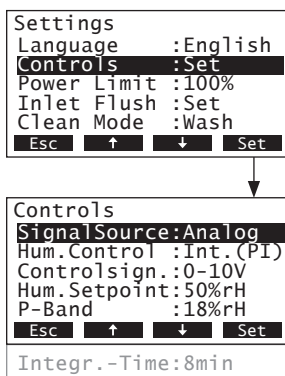 Settings
Language :English
Controls :Set
Power Limit :100%
Inlet Flush :Set
Clean Mode :Wash
Esc ↑ ↓ Set
Controls
SignalSource:Analog
Hum.Control :Int.(PI)
Controlsign.:0-10V
Hum.Setpoint:50%rH
P-Band :18%rH
Esc ↑ ↓ Set
Integr.-Time:8min